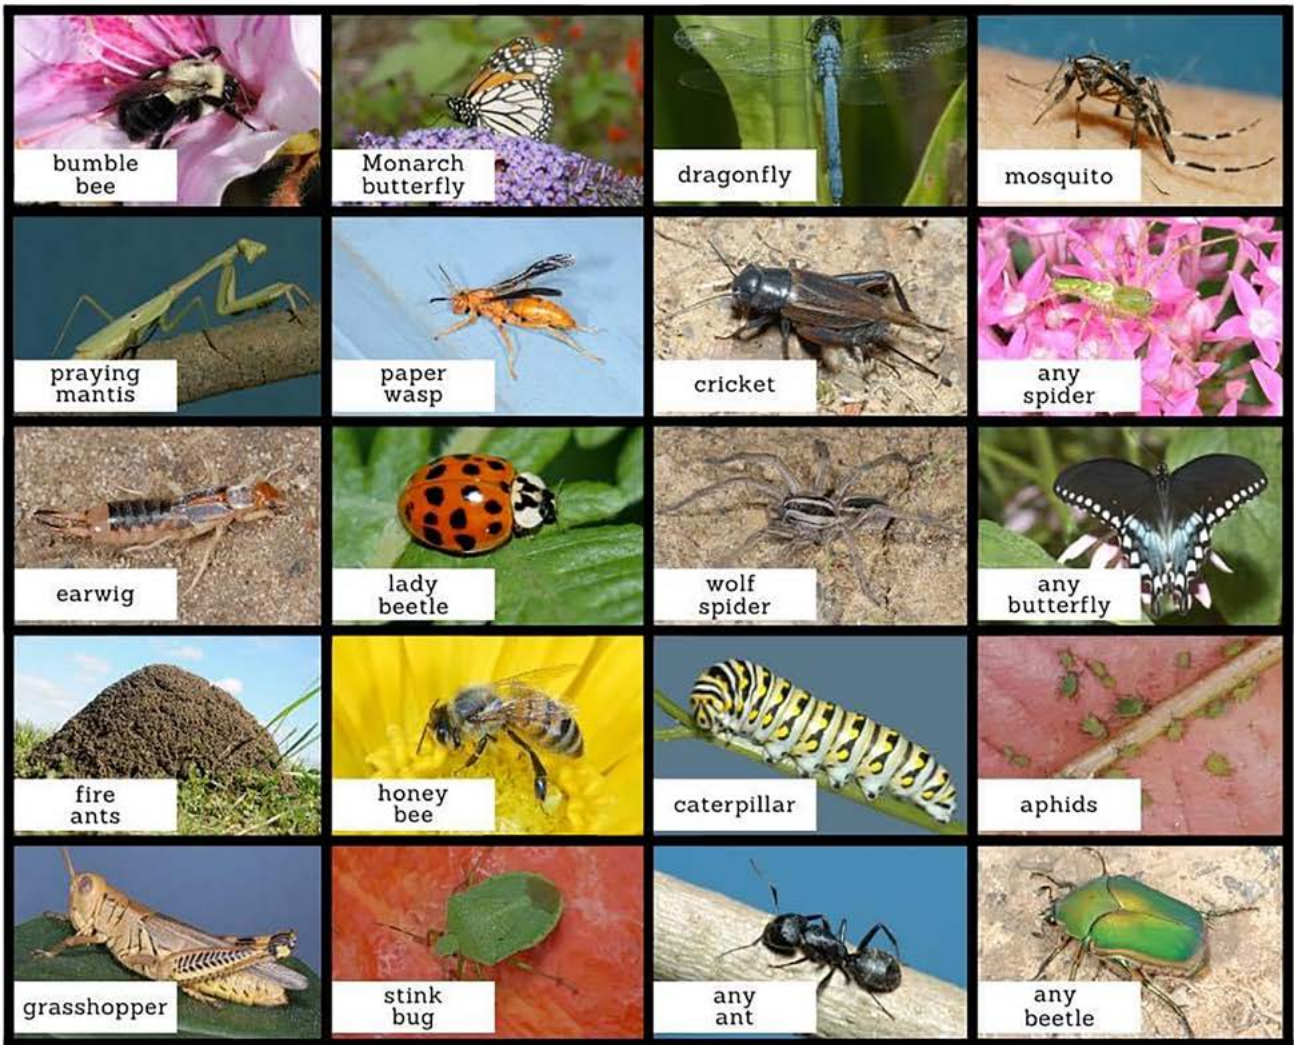 bumble
bee
Monarch
butterfly
dragonfly
mosquito
praying
mantis
paper
wasp
cricket
any
spider
earwig
lady
beetle
wolf
spider
any
butterfly
fire
ants
honey
bee
caterpillar
aphids
grasshopper
stink
bug
any
ant
any
beetle